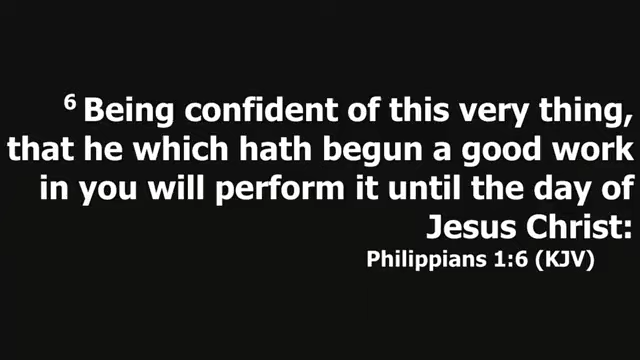 6 Being confident of this very thing,
that he which hath begun a good work
in you will perform it until the day of
Jesus Christ:
Philippians 1:6 (KJV)